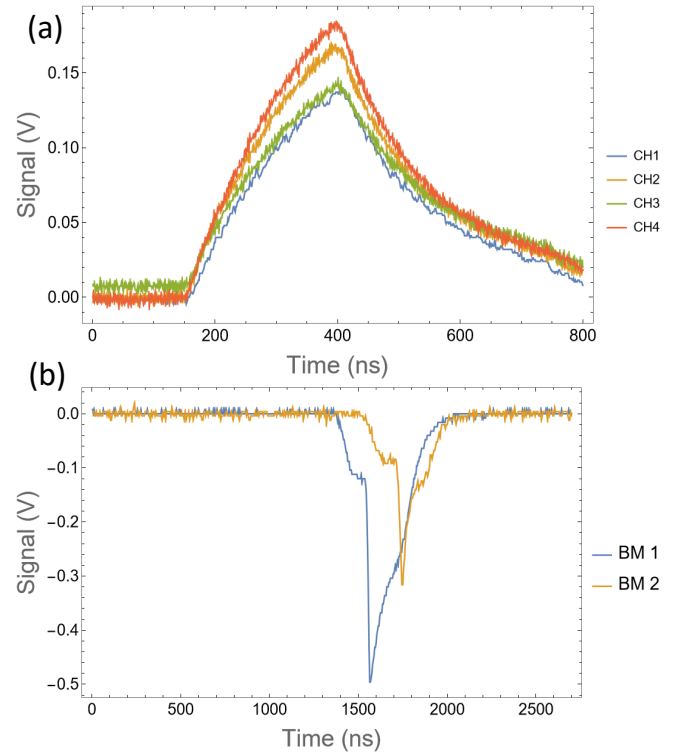 (a)
Signal (V)
0.15
0.10
0.05
0.00
0 200 400 600 800
Time (ns)
CH1
CH2
CH3
CH4
(b)
Signal (V)
0.0
-0.1
-0.2
-0.3
-0.4
-0.5
0 500 1000 1500 2000 2500
Time (ns)
BM 1
BM 2